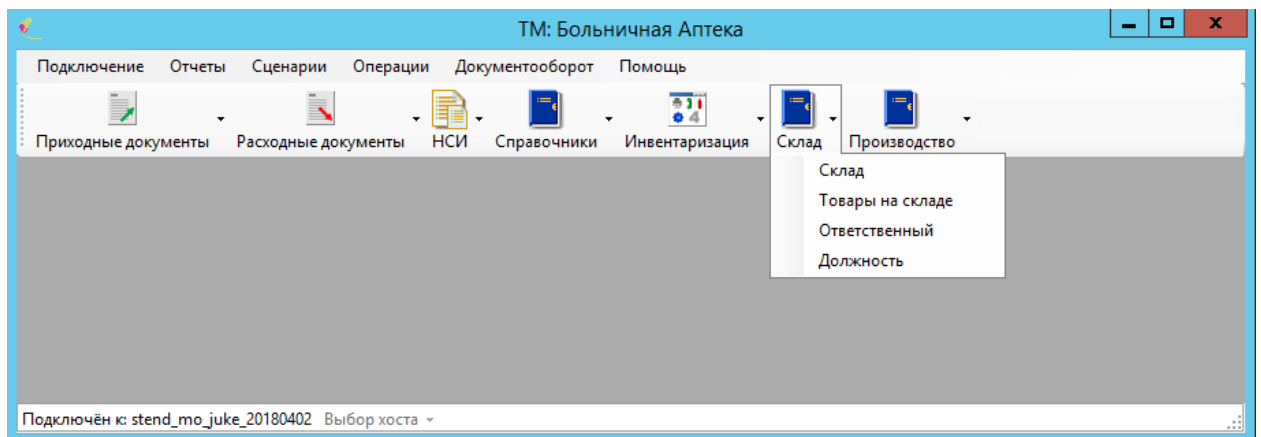 ТМ: Больничная Аптека
Подключение Отчеты Сценарии Операции Документооборот Помощь
Приходные документы Расходные документы НСИ Справочники Инвентаризация Склад Производство
Склад
Товары на складе
Ответственный
Должность
Подключён к: stend_mo_juke_20180402 Выбор хоста